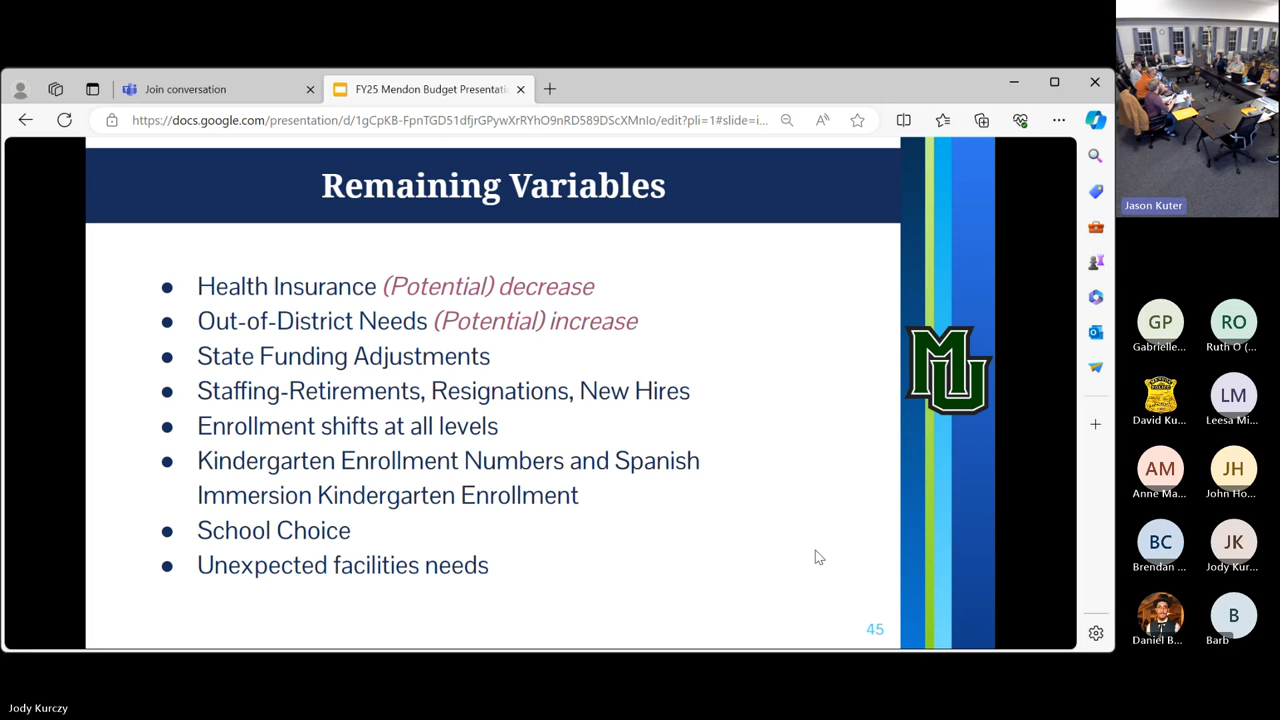 Join conversation
FY25 Mendon Budget Presentati
https://docs.google.com/presentation/d/1gCpKB-FpnTGD51dfjrGPywXrRYhO9nRD589DScXMnIo/edit?pli=1#slide=i...
Remaining Variables
● Health Insurance (Potential) decrease
● Out-of-District Needs (Potential) increase
● State Funding Adjustments
● Staffing-Retirements, Resignations, New Hires
● Enrollment shifts at all levels
● Kindergarten Enrollment Numbers and Spanish
Immersion Kindergarten Enrollment
● School Choice
● Unexpected facilities needs
45
MU
Jason Kuter
GP
Gabrielle...
RO
Ruth O (...
David Ku...
LM
Leesa Mi...
AM
Anne Ma...
JH
John Ho...
BC
Brendan ...
JK
Jody Kur...
Daniel B...
B
Barb
Jody Kurczy